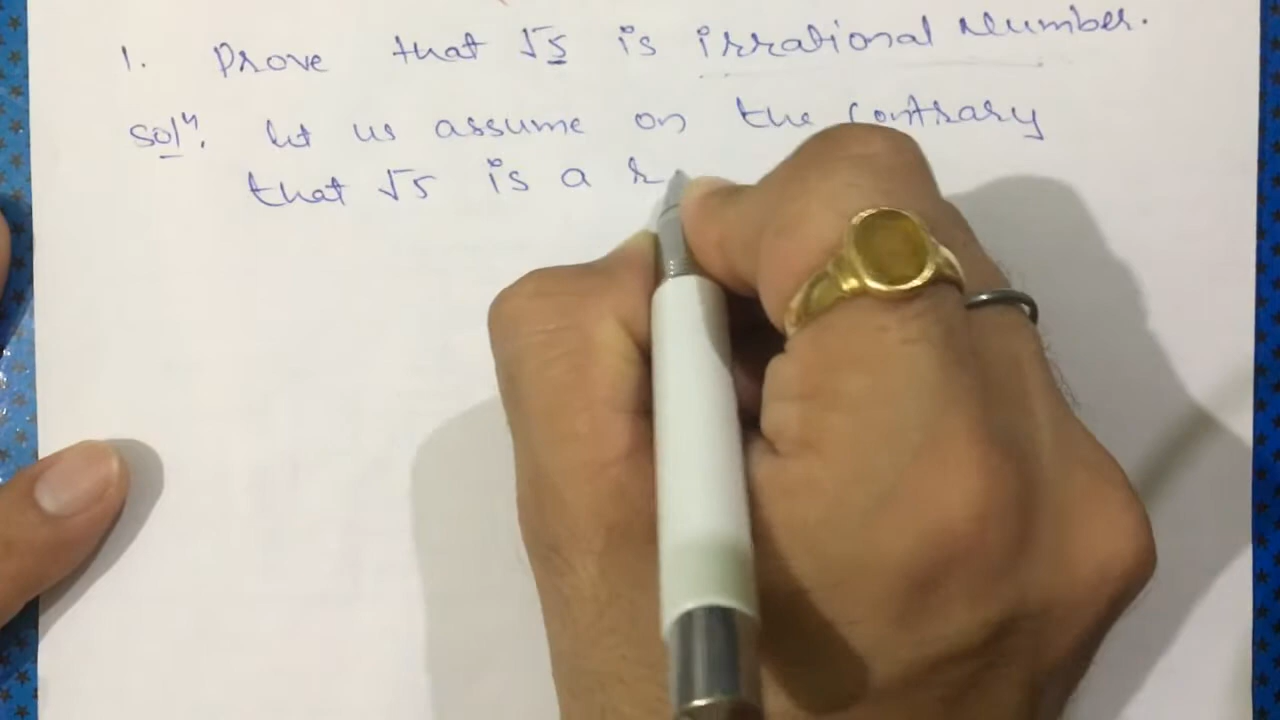 1. Prove that √5 is irrational Number.
Solⁿ. let us assume on the contrary
that √5 is a r